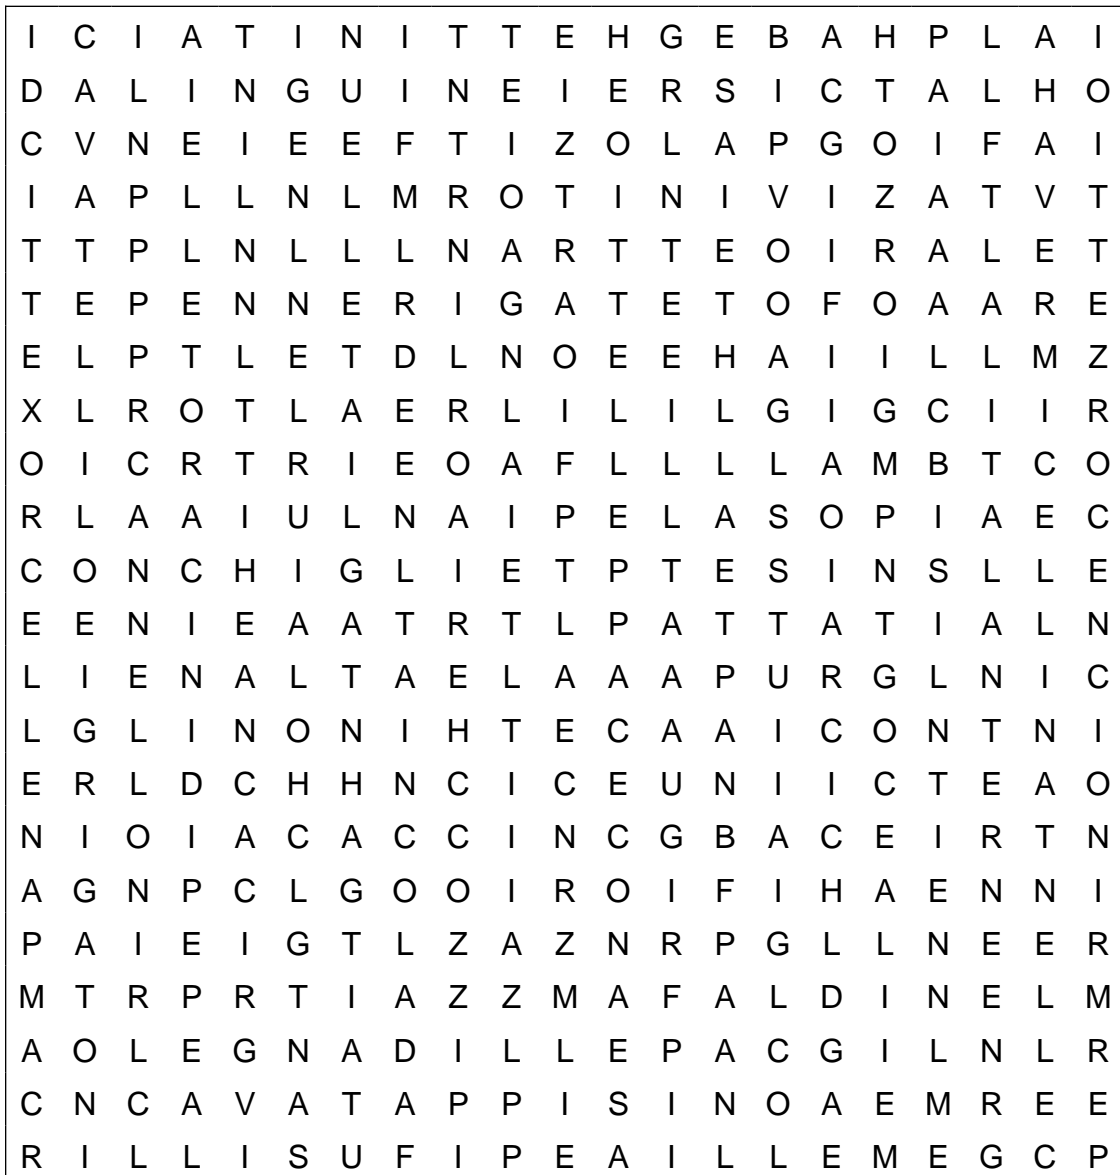 I C I A T I N I T T E H G E B A H P L A I
D A L I N G U I N E I E R S I C T A L H O
C V N E I E E F T I Z O L A P G O I F A I
I A P L L N L M R O T I N I V I Z A T V T
T T P L N L L L N A R T T E O I R A L E T
T E P E N N E R I G A T E T O F O A A R E
E L P T L E T D L N O E E H A I I L L M Z
X L R O T L A E R L I L I L G I G C I I R
O I C R T R I E O A F L L L L A M B T C O
R L A A I U L N A I P E L A S O P I A E C
C O N C H I G L I E T P T E S I N S L L E
E E N I E A A T R T L P A T T A T I A L N
L I E N A L T A E L A A A P U R G L N I C
L G L I N O N I H T E C A A I C O N T N I
E R L D C H H N C I C E U N I I C T E A O
N I O I A C A C C I N C G B A C E I R T N
A G N P C L G O O I R O I F I H A E N N I
P A I E I G T L Z A Z N R P G L L N E E R
M T R P R T I A Z Z M A F A L D I N E L M
A O L E G N A D I L L E P A C G I L N L R
C N C A V A T A P P I S I N O A E M R E E
R I L L I S U F I P E A I L L E M E G C P